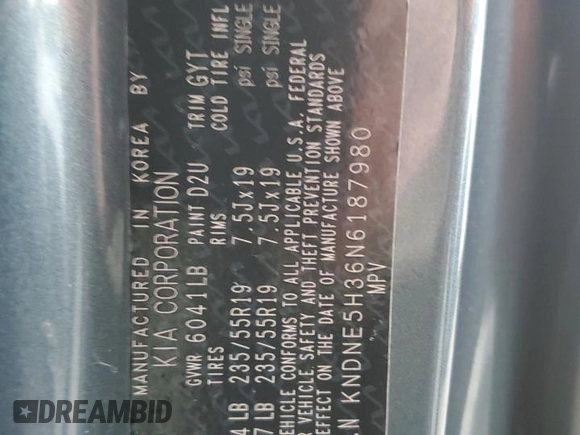 MANUFACTURED IN KOREA BY
KIA CORPORATION
GVWR 6041LB PAINT D2U TRIM GYT
TIRES RIMS COLD TIRE INFL
4 LB 235/55R19 7.5Jx19 psi SINGLE
7 LB 235/55R19 7.5Jx19 psi SINGLE
VEHICLE CONFORMS TO ALL APPLICABLE U.S.A. FEDERAL
R VEHICLE SAFETY AND THEFT PREVENTION STANDARDS
EFFECT ON THE DATE OF MANUFACTURE SHOWN ABOVE
.N KNDNE5H36N6187980
MPV
DREAMBID